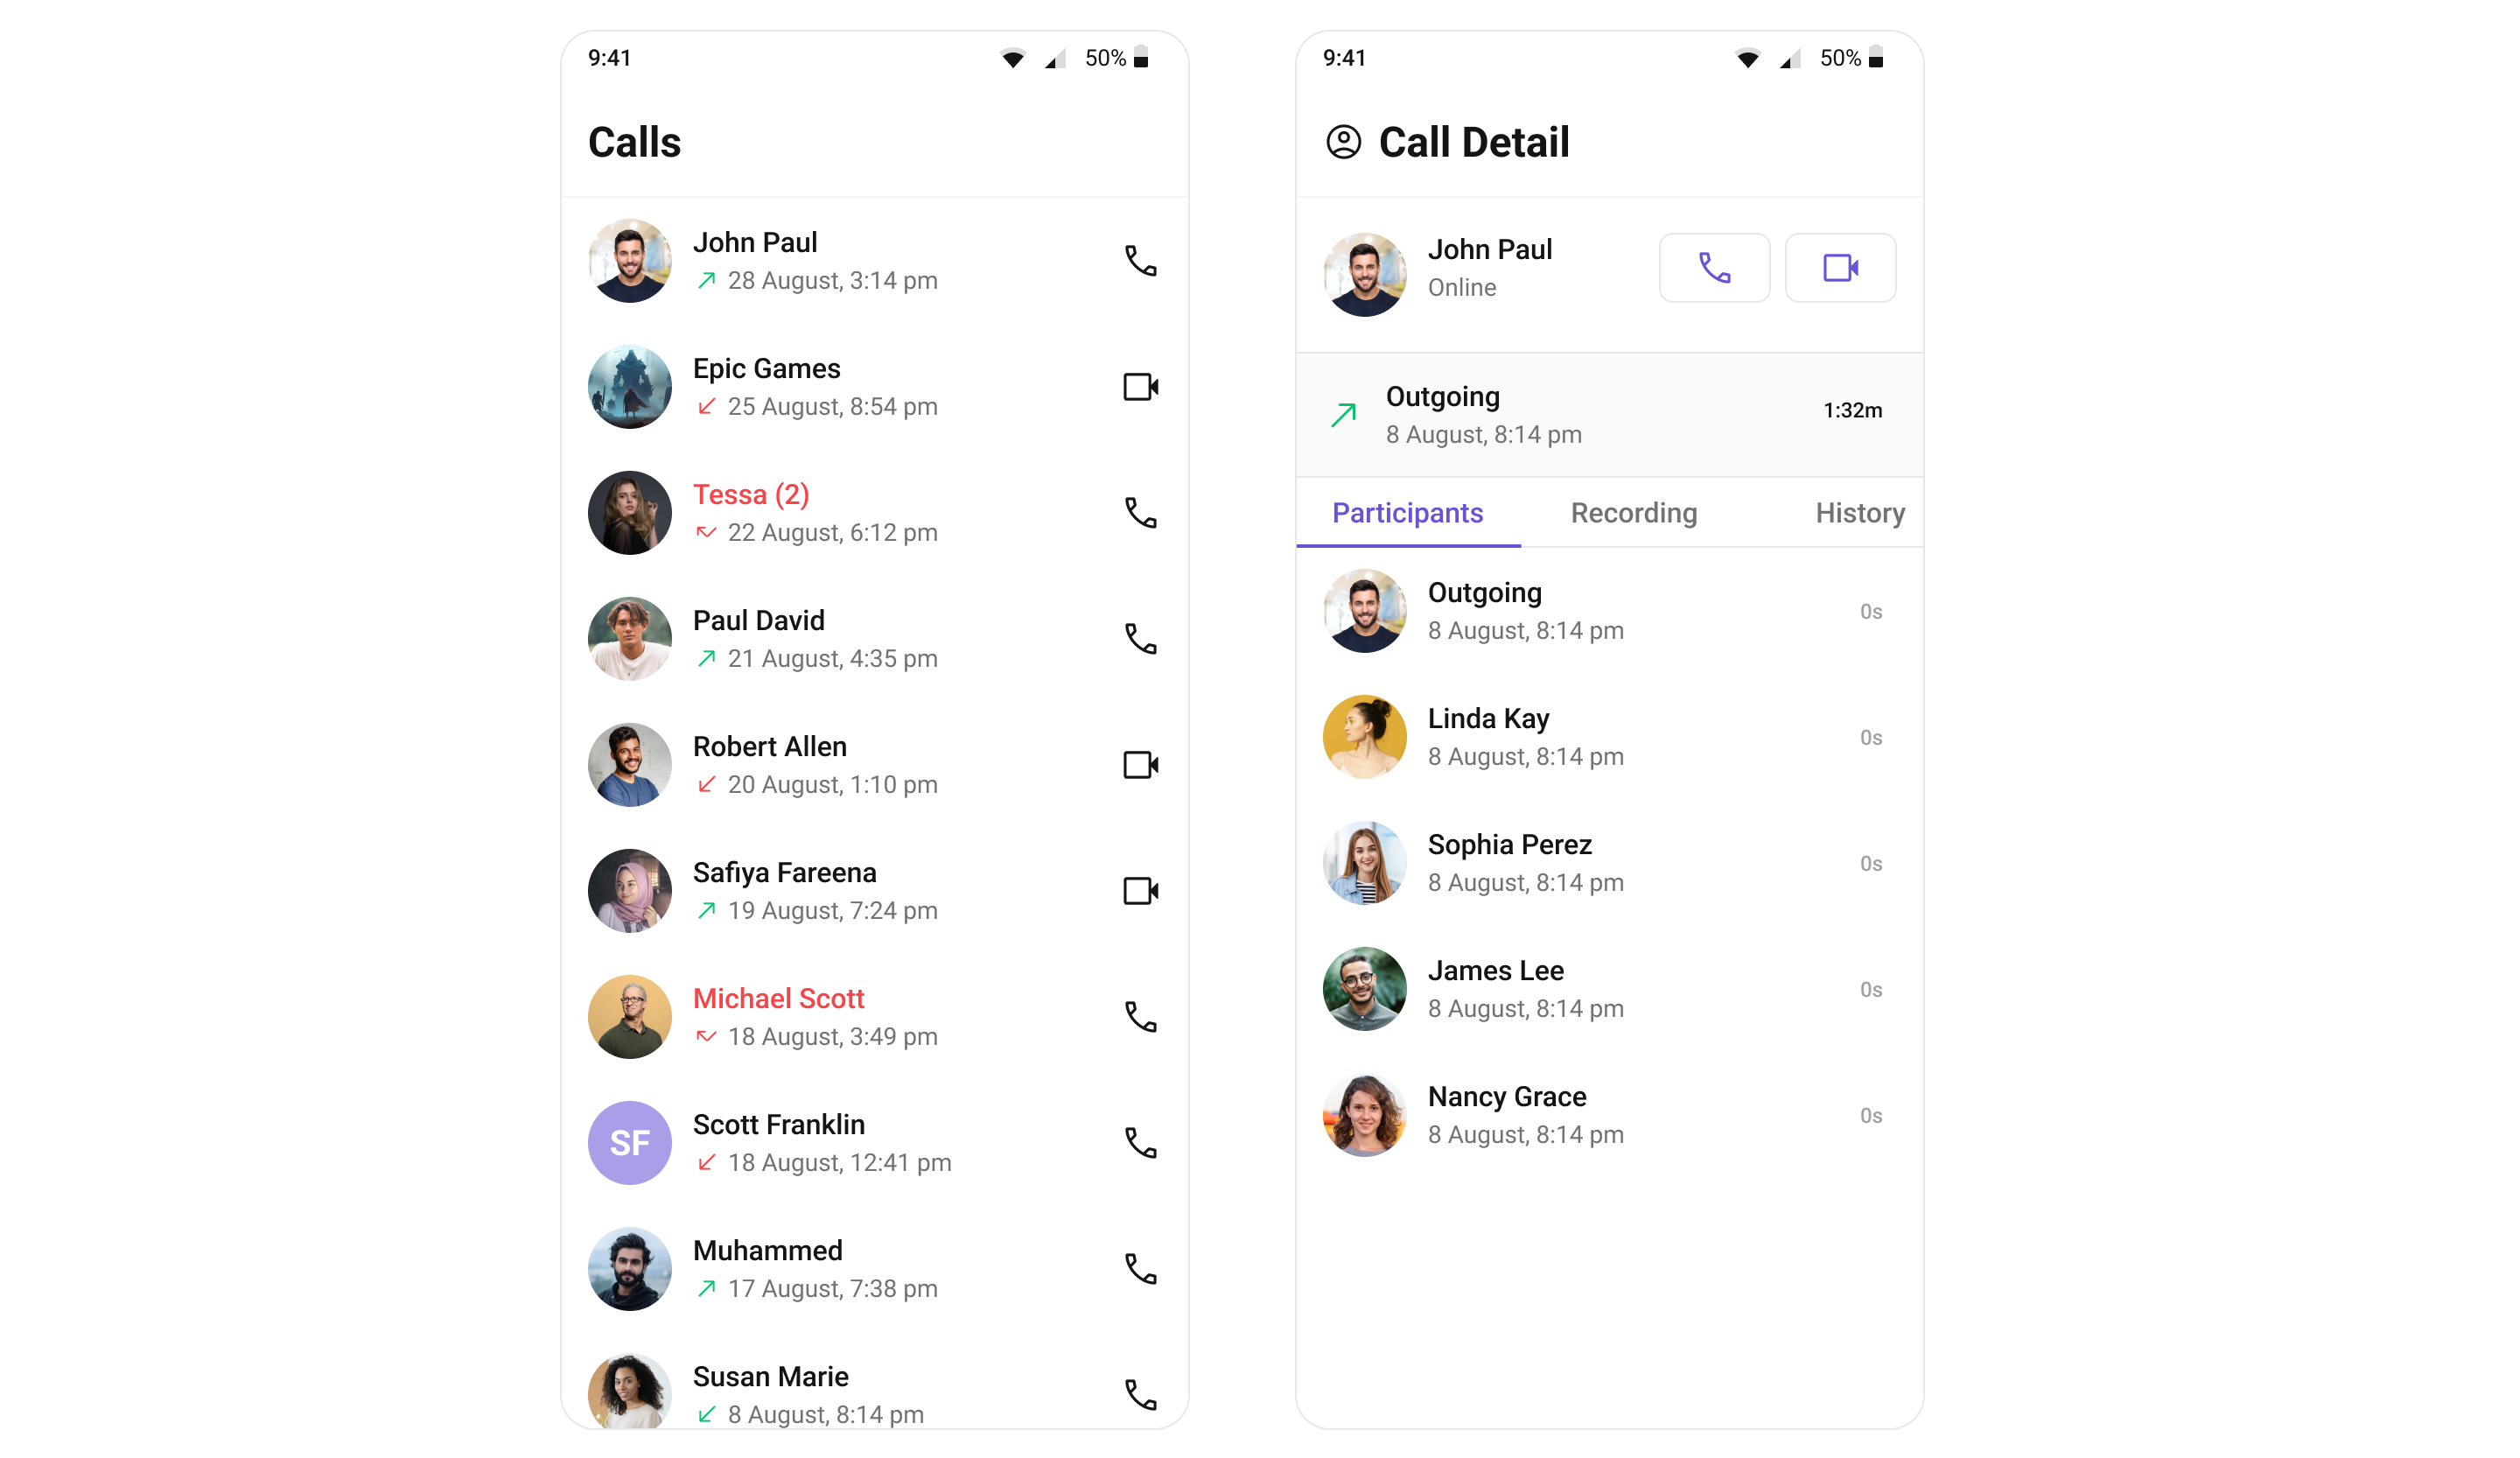 9:41
50%
Calls
John Paul
28 August, 3:14 pm
Epic Games
25 August, 8:54 pm
Tessa (2)
22 August, 6:12 pm
Paul David
21 August, 4:35 pm
Robert Allen
20 August, 1:10 pm
Safiya Fareena
19 August, 7:24 pm
Michael Scott
18 August, 3:49 pm
SF
Scott Franklin
18 August, 12:41 pm
Muhammed
17 August, 7:38 pm
Susan Marie
8 August, 8:14 pm
9:41
50%
Call Detail
John Paul
Online
Outgoing
8 August, 8:14 pm
1:32m
Participants Recording History
Outgoing
8 August, 8:14 pm
0s
Linda Kay
8 August, 8:14 pm
0s
Sophia Perez
8 August, 8:14 pm
0s
James Lee
8 August, 8:14 pm
0s
Nancy Grace
8 August, 8:14 pm
0s